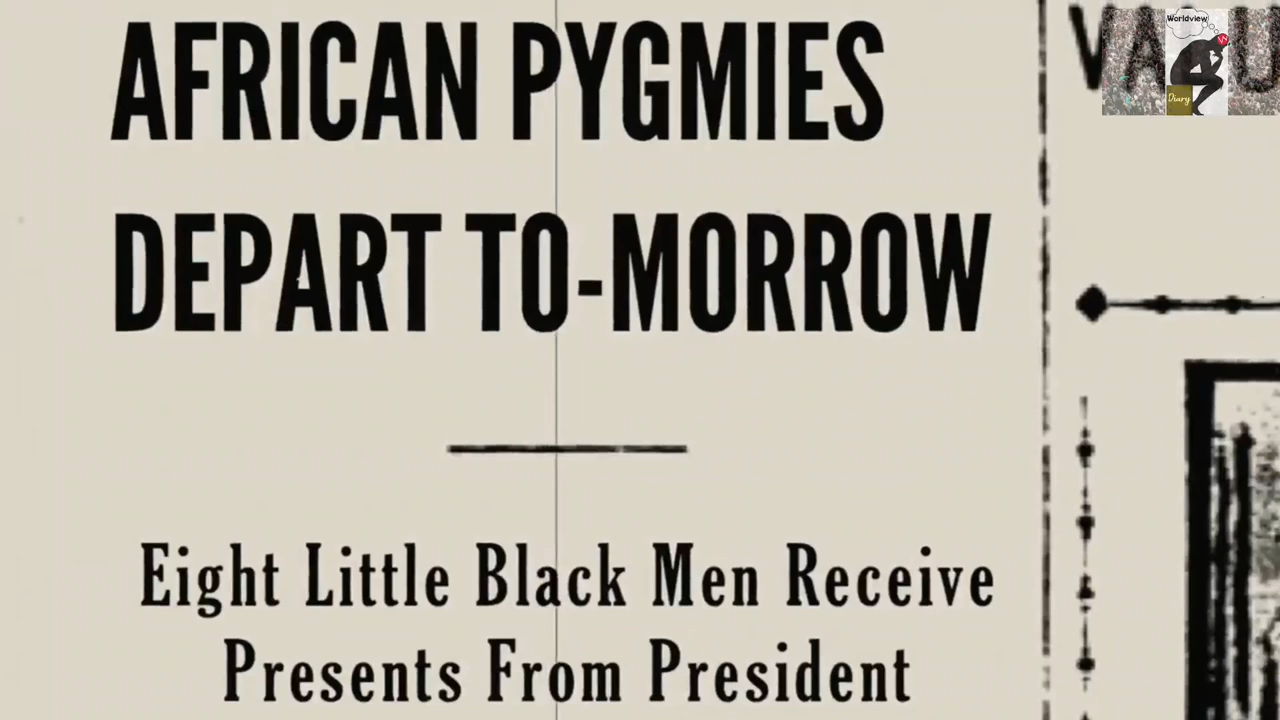 AFRICAN PYGMIES
DEPART TO-MORROW
Eight Little Black Men Receive
Presents From President
Worldview
Diary